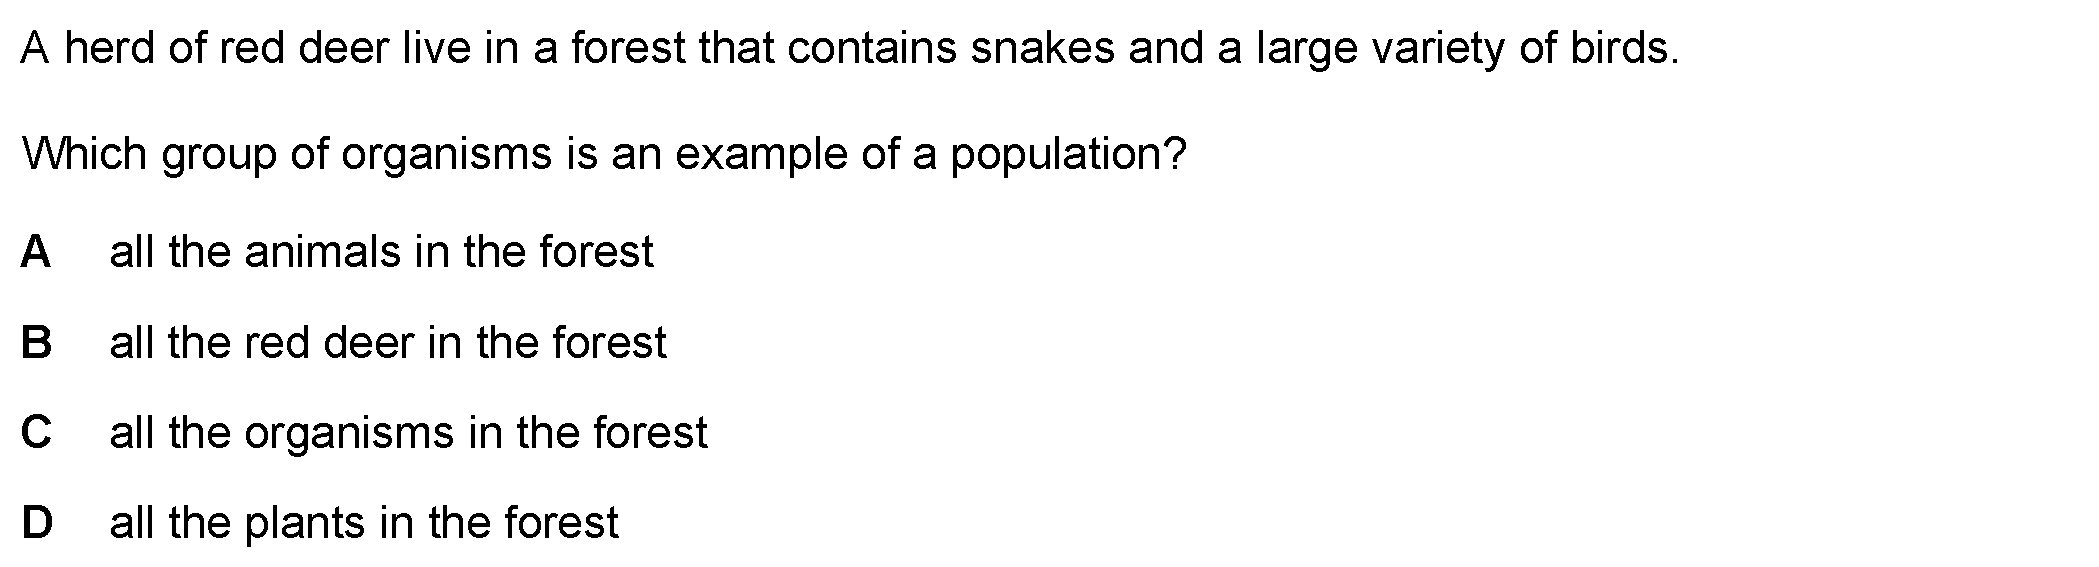 A herd of red deer live in a forest that contains snakes and a large variety of birds.
Which group of organisms is an example of a population?
A all the animals in the forest
B all the red deer in the forest
C all the organisms in the forest
D all the plants in the forest